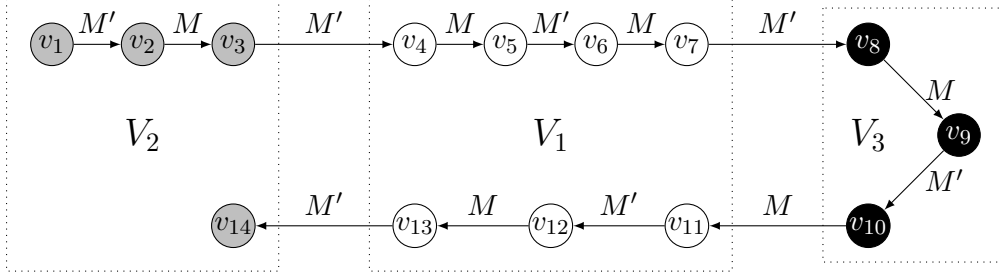 M′ M M′ M M′ M M′
v₁ v₂ v₃ v₄ v₅ v₆ v₇ v₈
M
V₂ V₁ V₃ v₉
M′
M′ M M′ M
v₁₄ v₁₃ v₁₂ v₁₁ v₁₀